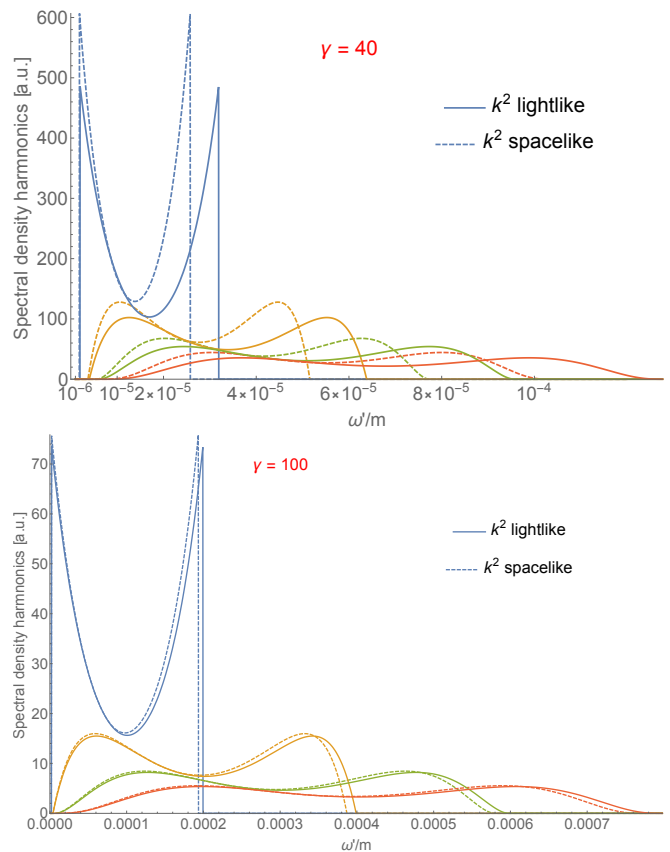 Spectral density harmnonics [a.u.]
600
500
400
300
200
100
0
γ = 40
k² lightlike
k² spacelike
10⁻⁶ 10⁻⁵ 2×10⁻⁵ 4×10⁻⁵ 6×10⁻⁵ 8×10⁻⁵ 10⁻⁴
ω'/m
Spectral density harmnonics [a.u.]
70
60
50
40
30
20
10
0
γ = 100
k² lightlike
k² spacelike
0.0000 0.0001 0.0002 0.0003 0.0004 0.0005 0.0006 0.0007
ω'/m